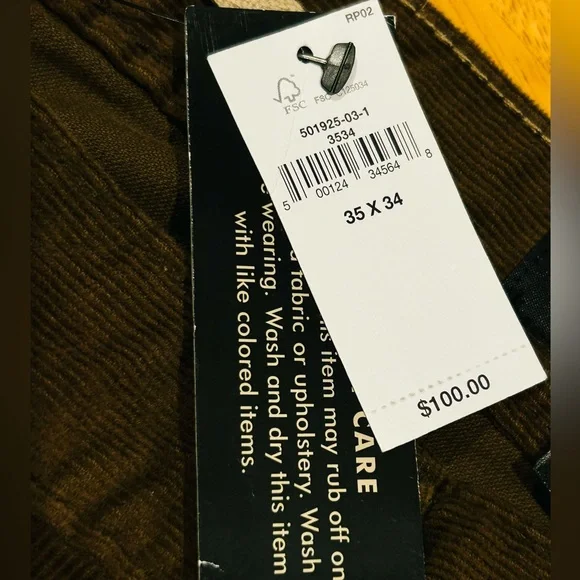 RP02
FSC
501925-03-1
3534
5 00124 34564 8
35 X 34
$100.00
CARE
item may rub off on
fabric or upholstery. Wash
wearing. Wash and dry this item
with like colored items.